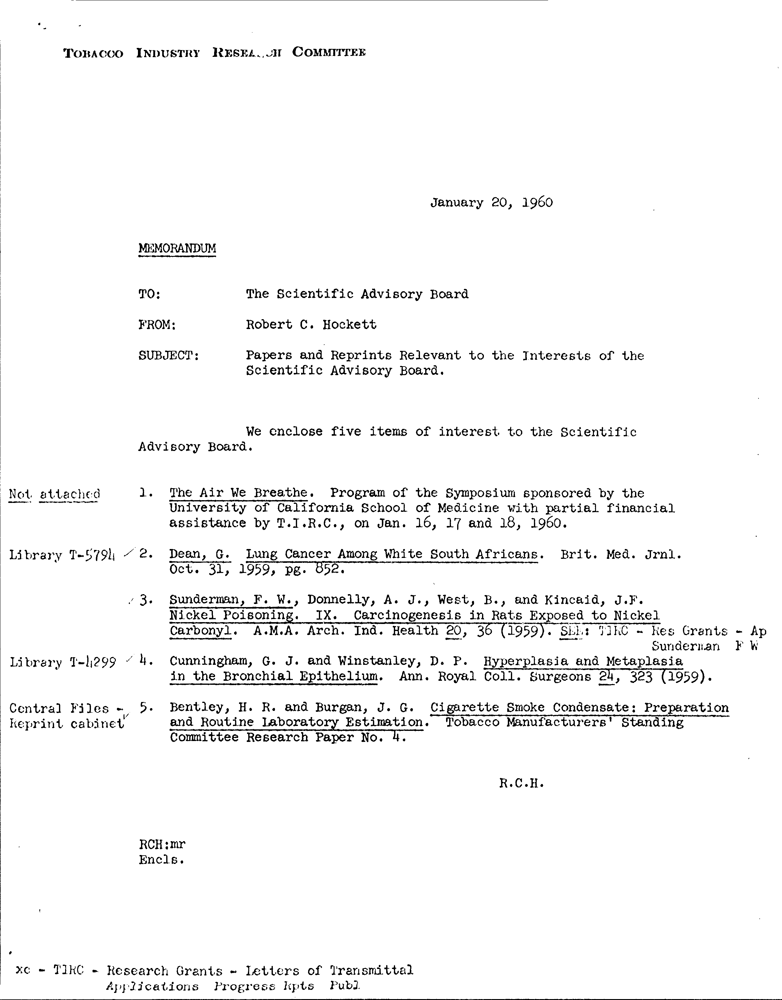 TOBACCO INDUSTRY COMMITTEE
January 20, 1960
MEMORANDUM
TO: The Scientific Advisory Board
FROM: Robert C. Hockett
SUBJECT: Papers and Reprints Relevant to the Interests of the
Scientific Advisory Board.
We enclose five items of interest to the Scientific
Advisory Board.
Not attached 1. The Air We Breathe. Program of the Symposium sponsored by the
University of California School of Medicine with partial financial
assistance by T.I.R.C., on Jan. 16, 17 and 18, 1960.
Library T-5794 2. Dean, G. Lung Cancer Among White South Africans. Brit. Med. Jrnl.
Oct. 31, 1959, pg. 852.
3. Sunderman, F. W., Donnelly, A. J., West, B., and Kincaid, J.F.
Nickel Poisoning. IX. Carcinogenesis in Rats Exposed to Nickel
Carbonyl. A.M.A. Arch. Ind. Health 20, 36 (1959). SEE: TIRC - Res Grants - Ap
Sunderman F W
Library T-4299 4. Cunningham, G. J. and Winstanley, D. P. Hyperplasia and Metaplasia
in the Bronchial Epithelium. Ann. Royal Coll. Surgeons 24, 323 (1959).
Central Files - 5. Bentley, H. R. and Burgan, J. G. Cigarette Smoke Condensate: Preparation
Reprint cabinet and Routine Laboratory Estimation. Tobacco Manufacturers' Standing
Committee Research Paper No. 4.
R.C.H.
RCH:mr
Encls.
xc - TIRC - Research Grants - Letters of Transmittal
Applications Progress Rpts Publ